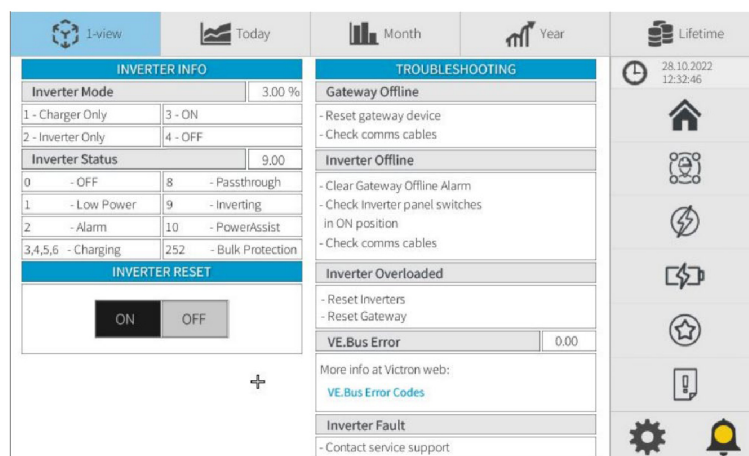 1-view
Today
Month
Year
Lifetime
28.10.2022
12:32:46
INVERTER INFO
Inverter Mode 3.00 %
1 - Charger Only 3 - ON
2 - Inverter Only 4 - OFF
Inverter Status 9.00
0 - OFF 8 - Passthrough
1 - Low Power 9 - Inverting
2 - Alarm 10 - PowerAssist
3,4,5,6 - Charging 252 - Bulk Protection
INVERTER RESET
ON OFF
TROUBLESHOOTING
Gateway Offline
- Reset gateway device
- Check comms cables
Inverter Offline
- Clear Gateway Offline Alarm
- Check Inverter panel switches
in ON position
- Check comms cables
Inverter Overloaded
- Reset Inverters
- Reset Gateway
VE.Bus Error 0.00
More info at Victron web:
VE.Bus Error Codes
Inverter Fault
- Contact service support